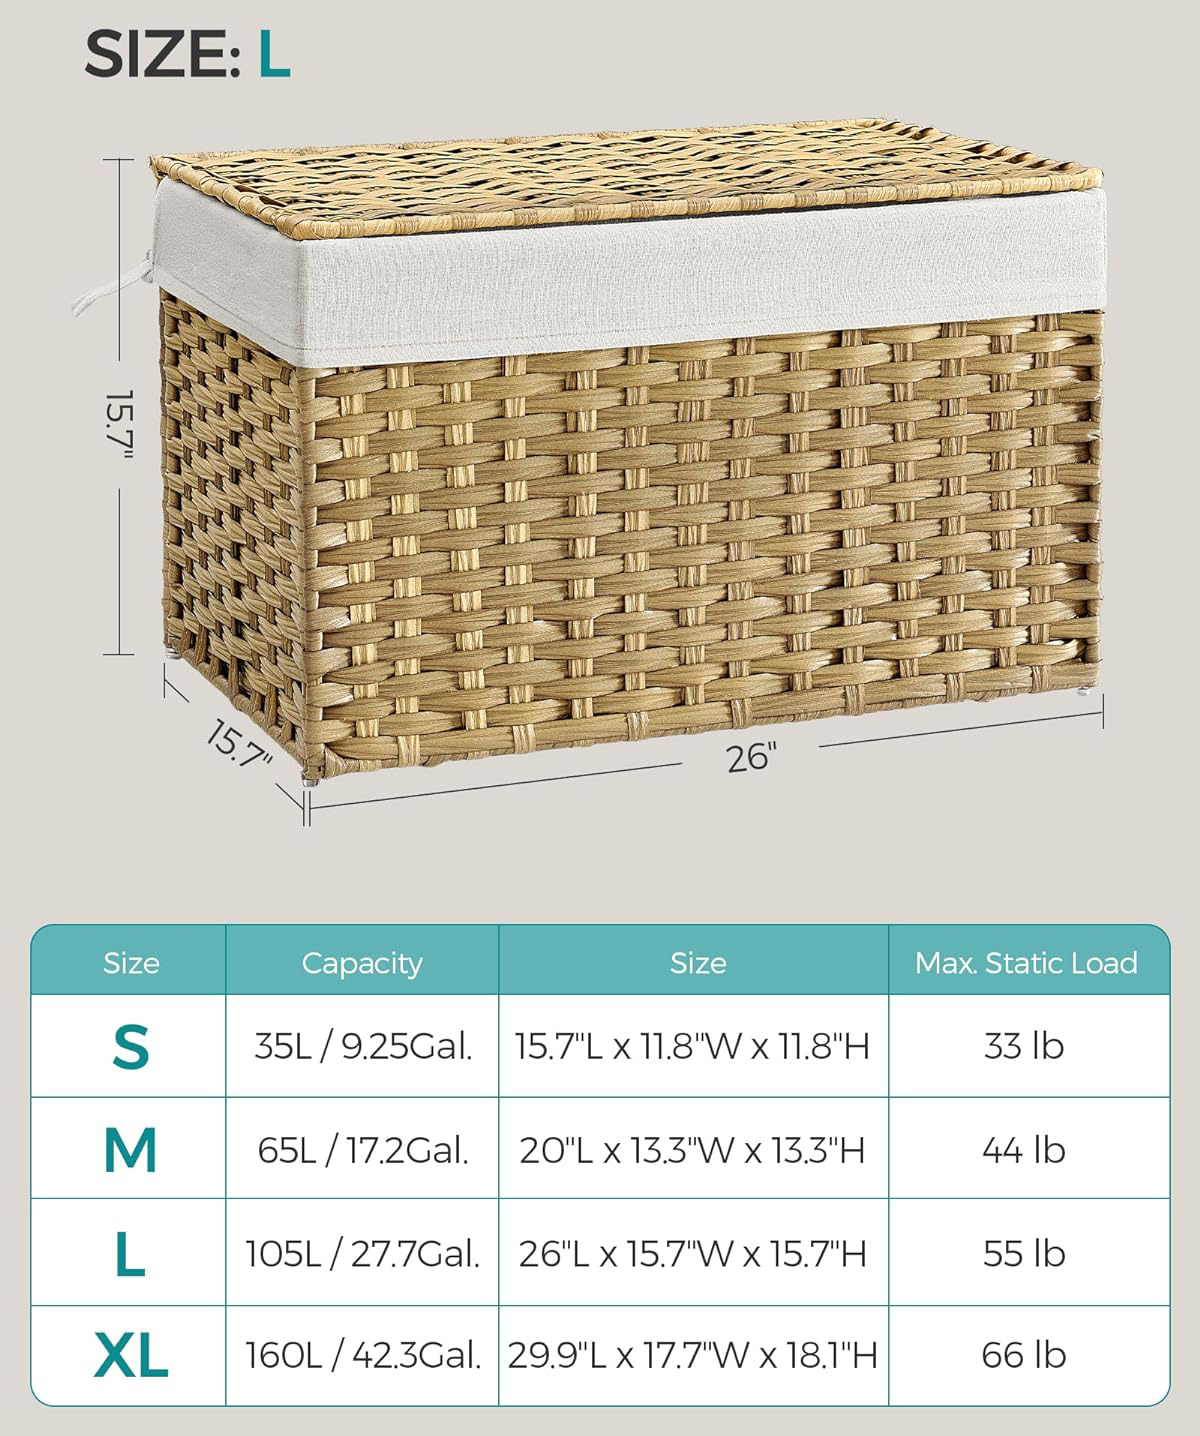 SIZE: L
15.7"
15.7"
26"
Size Capacity Size Max. Static Load
S 35L / 9.25Gal. 15.7"L x 11.8"W x 11.8"H 33 lb
M 65L / 17.2Gal. 20"L x 13.3"W x 13.3"H 44 lb
L 105L / 27.7Gal. 26"L x 15.7"W x 15.7"H 55 lb
XL 160L / 42.3Gal. 29.9"L x 17.7"W x 18.1"H 66 lb